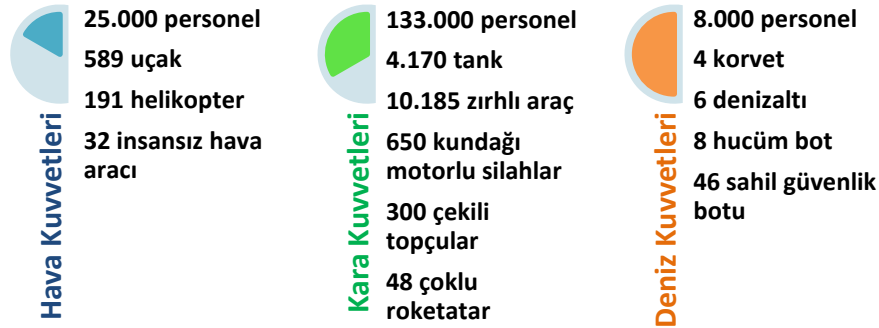 Hava Kuvvetleri
25.000 personel
589 uçak
191 helikopter
32 insansız hava
aracı
Kara Kuvvetleri
133.000 personel
4.170 tank
10.185 zırhlı araç
650 kundağı
motorlu silahlar
300 çekili
topçular
48 çoklu
roketatar
Deniz Kuvvetleri
8.000 personel
4 korvet
6 denizaltı
8 hucüm bot
46 sahil güvenlik
botu